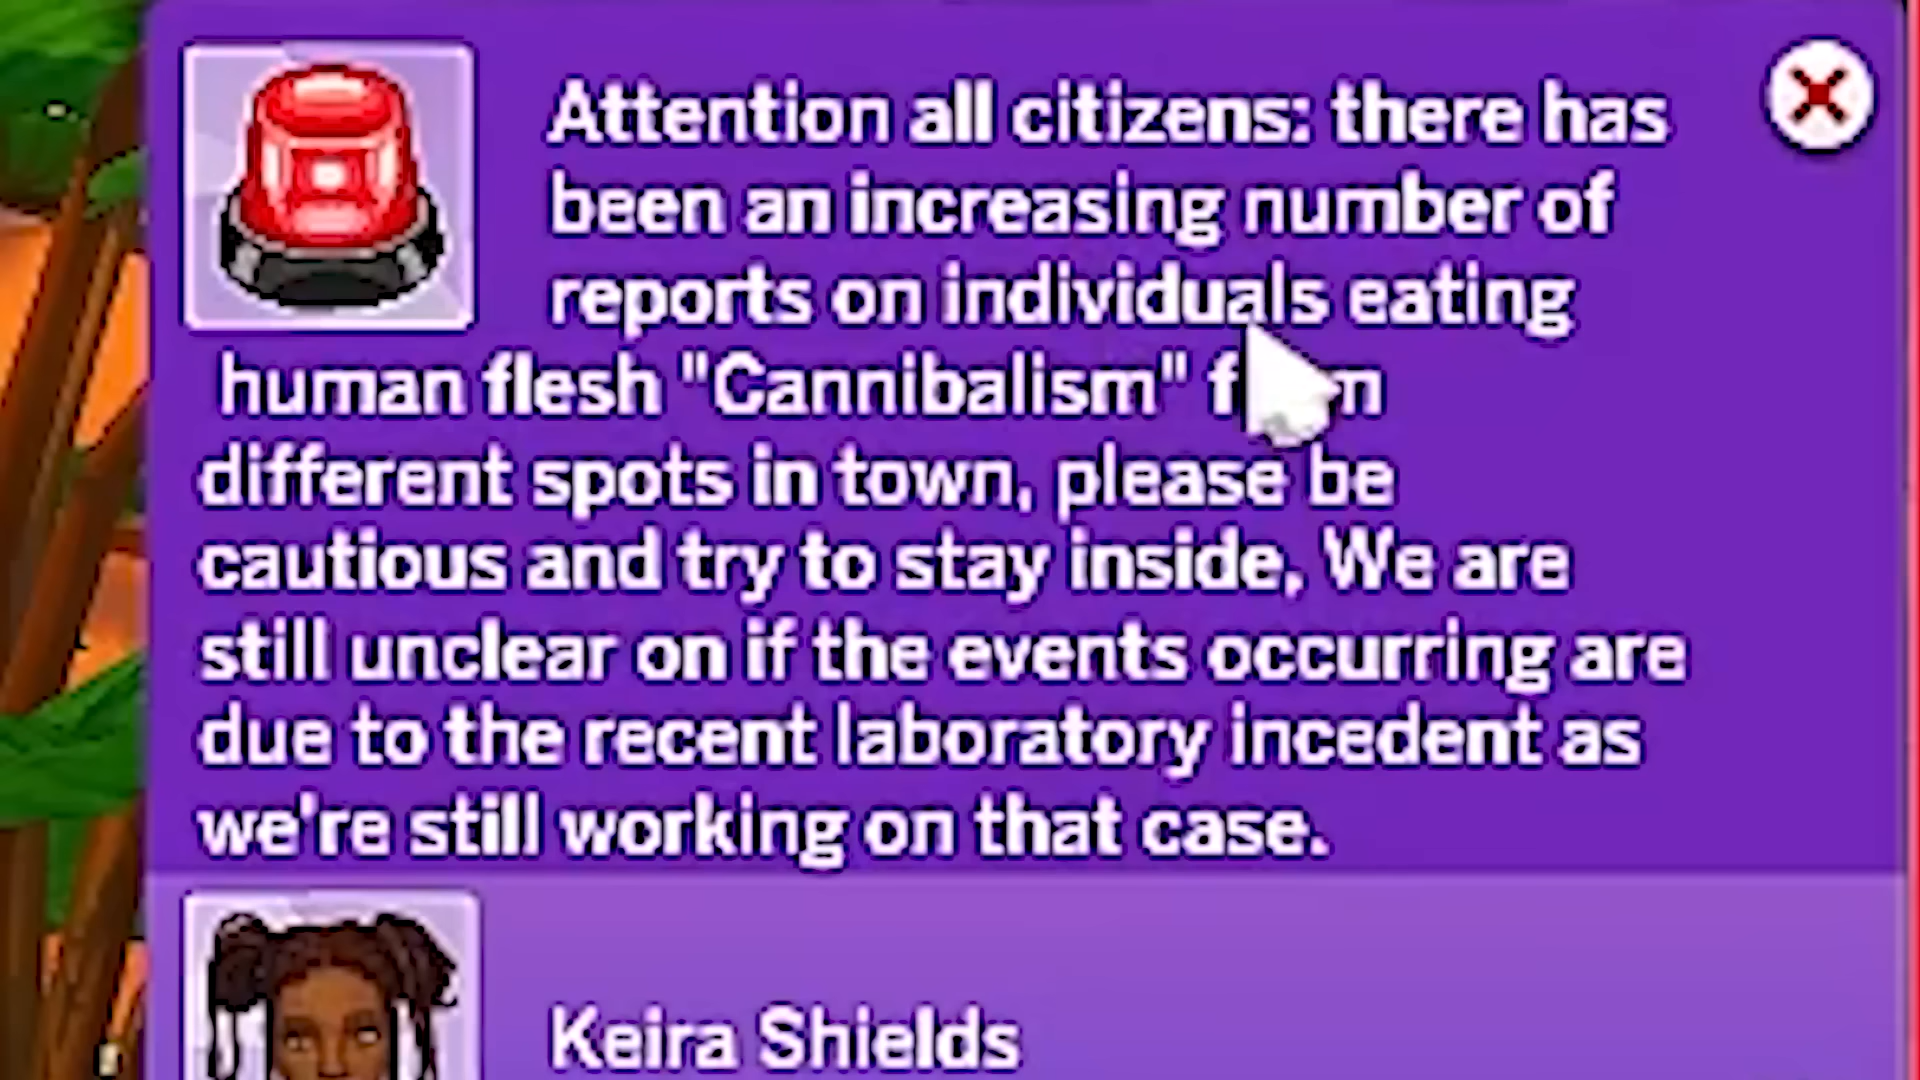 Attention all citizens: there has
been an increasing number of
reports on individuals eating
human flesh "Cannibalism"
different spots in town, please be
cautious and try to stay inside, We are
still unclear on if the events occurring are
due to the recent laboratory incedent as
we're still working on that case.
Keira Shields